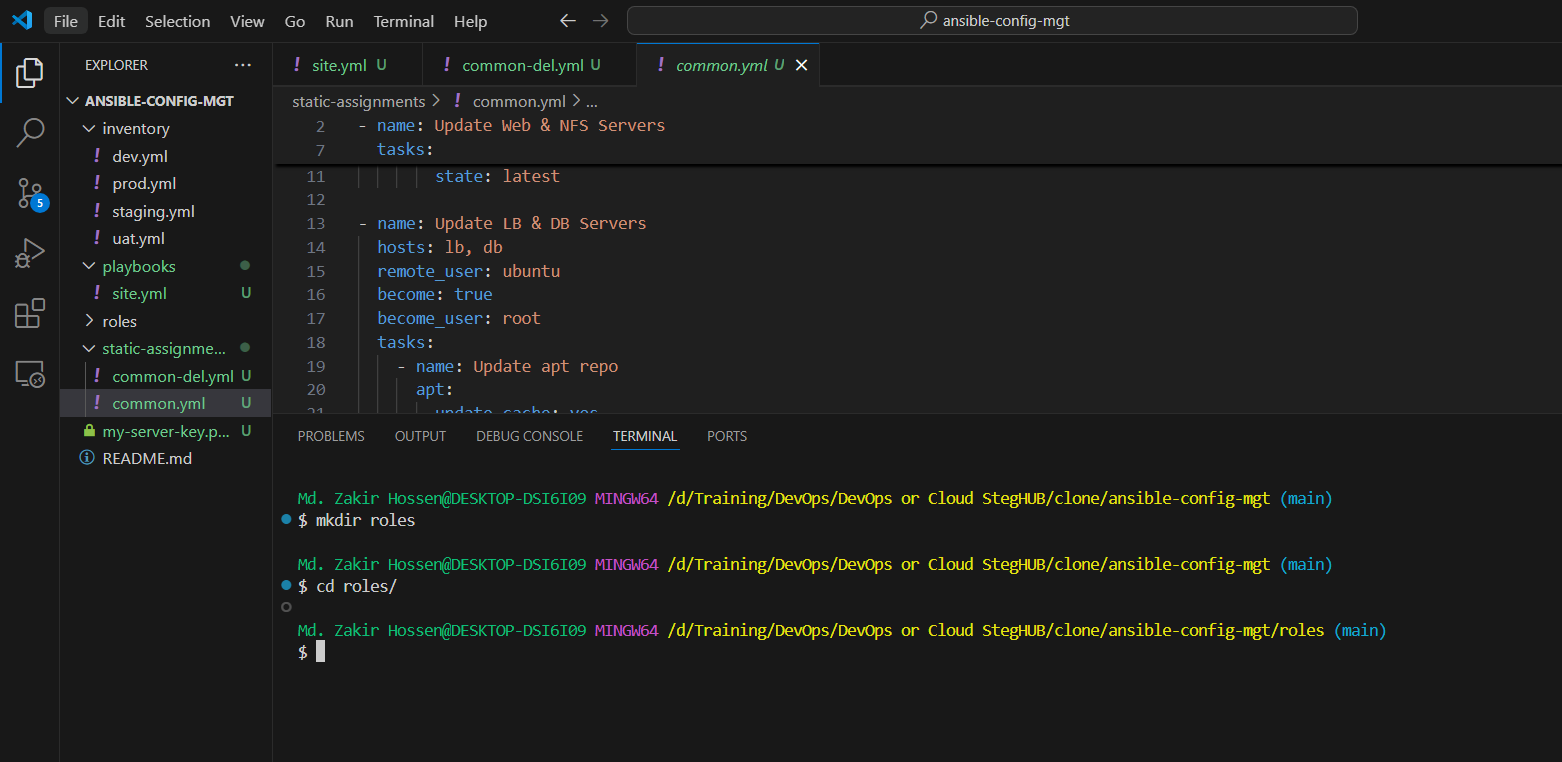 File Edit Selection View Go Run Terminal Help
ansible-config-mgt
EXPLORER ...
ANSIBLE-CONFIG-MGT
inventory
! dev.yml
! prod.yml
! staging.yml
! uat.yml
playbooks
! site.yml U
roles
static-assignme...
! common-del.yml U
! common.yml U
my-server-key.p... U
README.md
5
! site.yml U
! common-del.yml U
! common.yml U
static-assignments > ! common.yml > ...
2 - name: Update Web & NFS Servers
7 tasks:
11 state: latest
12
13 - name: Update LB & DB Servers
14 hosts: lb, db
15 remote_user: ubuntu
16 become: true
17 become_user: root
18 tasks:
19 - name: Update apt repo
20 apt:
21 update_cache: yes
PROBLEMS OUTPUT DEBUG CONSOLE TERMINAL PORTS
Md. Zakir Hossen@DESKTOP-DSI6I09 MINGW64 /d/Training/DevOps/DevOps or Cloud StegHUB/clone/ansible-config-mgt (main)
$ mkdir roles
Md. Zakir Hossen@DESKTOP-DSI6I09 MINGW64 /d/Training/DevOps/DevOps or Cloud StegHUB/clone/ansible-config-mgt (main)
$ cd roles/
Md. Zakir Hossen@DESKTOP-DSI6I09 MINGW64 /d/Training/DevOps/DevOps or Cloud StegHUB/clone/ansible-config-mgt/roles (main)
$